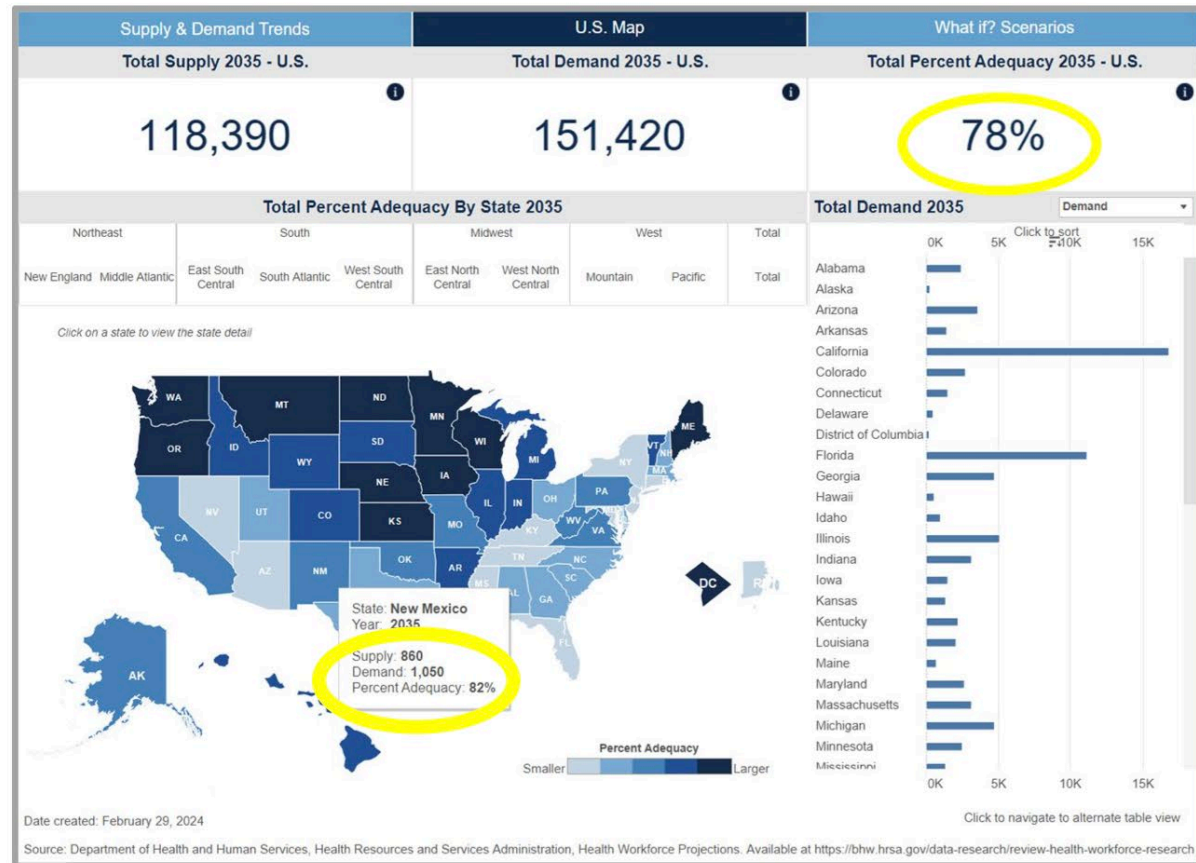 Supply & Demand Trends
U.S. Map
What if? Scenarios
Total Supply 2035 - U.S.
Total Demand 2035 - U.S.
Total Percent Adequacy 2035 - U.S.
118,390
151,420
78%
Total Percent Adequacy By State 2035
Northeast South Midwest West Total
New England Middle Atlantic East South Central South Atlantic West South Central East North Central West North Central Mountain Pacific Total
Click on a state to view the state detail
WA
MT
ND
MN
ME
OR
ID
SD
WI
MI
VT
NH
NY
MA
WY
NE
IA
PA
NV
UT
CO
IL
IN
OH
CA
KS
MO
WV
VA
KY
AZ
NM
OK
AR
TN
NC
MS
AL
GA
SC
FL
DC
RI
AK
State: New Mexico
Year: 2035
Supply: 860
Demand: 1,050
Percent Adequacy: 82%
Percent Adequacy
Smaller Larger
Total Demand 2035
Demand
Click to sort
0K 5K 10K 15K
Alabama
Alaska
Arizona
Arkansas
California
Colorado
Connecticut
Delaware
District of Columbia
Florida
Georgia
Hawaii
Idaho
Illinois
Indiana
Iowa
Kansas
Kentucky
Louisiana
Maine
Maryland
Massachusetts
Michigan
Minnesota
Mississippi
0K 5K 10K 15K
Date created: February 29, 2024
Click to navigate to alternate table view
Source: Department of Health and Human Services, Health Resources and Services Administration, Health Workforce Projections. Available at https://bhw.hrsa.gov/data-research/review-health-workforce-research